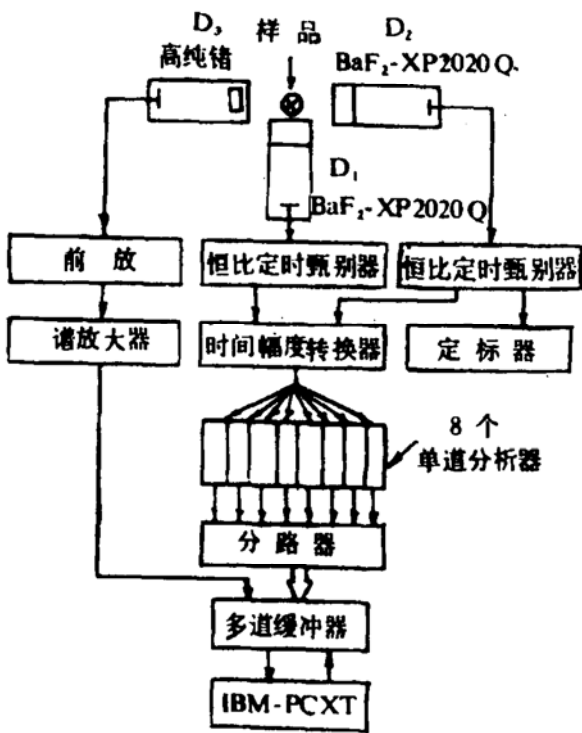 D₃ 样品 D₂
高纯锗 BaF₂-XP2020Q
D₁
BaF₂-XP2020Q
前放 恒比定时甄别器 恒比定时甄别器
谱放大器 时间幅度转换器 定标器
8个
单道分析器
分路器
多道缓冲器
IBM-PCXT